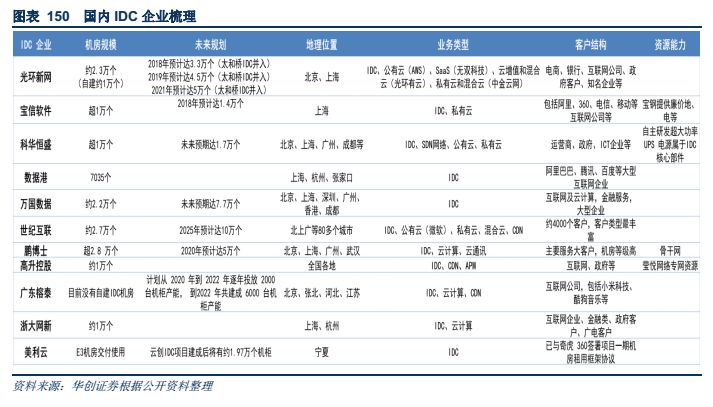 图表 150 国内 IDC 企业梳理
IDC 企业 机房规模 未来规划 地理位置 业务类型 客户结构 资源能力
光环新网 约2.3万个 (自建约1万个) 2018年预计达3.3万个（太和桥IDC并入） 2019年预计达4.5万个（太和桥IDC并入） 2021年预计达5万个（太和桥IDC并入） 北京、上海 IDC、公有云（AWS）、SaaS（无双科技）、云增值和混合云（光环有云）、私有云和混合云（中金云网） 电商、银行、互联网公司、政府客户、知名企业等
宝信软件 超1万个 2018年预计达1.4万个 上海 IDC、私有云 包括阿里、360、电信、移动等互联网公司等 宝钢提供廉价地、电等
科华恒盛 超1万个 未来预期达1.7万个 北京、上海、广州、成都等 IDC、SDN网络、公有云、私有云 运营商、政府、ICT企业等 自主研发超大功率 UPS 电源属于IDC 核心部件
数据港 7035个 上海、杭州、张家口 IDC 阿里巴巴、腾讯、百度等大型互联网企业
万国数据 约2.2万个 未来预期达7.7万个 北京、上海、深圳、广州、香港、成都 IDC 互联网及云计算，金融服务，大型企业
世纪互联 约2.7万个 2025年预计达10万个 北上广等80多个城市 IDC、公有云（微软）、私有云、混合云、CDN 约4000个客户，客户类型最丰富
鹏博士 超2.8 万个 2020年预计达5万个 北京、上海、广州、武汉 IDC、云计算、云通讯 主要服务大客户，机房等级高 骨干网
高升控股 约1万个 全国各地 IDC、CDN、APM 互联网、政府等 莹悦网络专网资源
广东榕泰 目前没有自建IDC机房 计划从 2020 年到 2022 年逐年投放 2000 台机柜产能， 到2022 年共建成 6000 台机柜产能 北京、张北、河北、江苏 IDC、云计算、CDN 互联网公司，包括小米科技、酷狗音乐等
浙大网新 约1万个 上海、杭州 IDC、云计算 互联网企业、金融类、政府客户、广电客户
美利云 E3机房交付使用 云创IDC项目建成后将有约1.97万个机柜 宁夏 IDC 已与奇虎 360签署项目一期机房租用框架协议
资料来源：华创证券根据公开资料整理